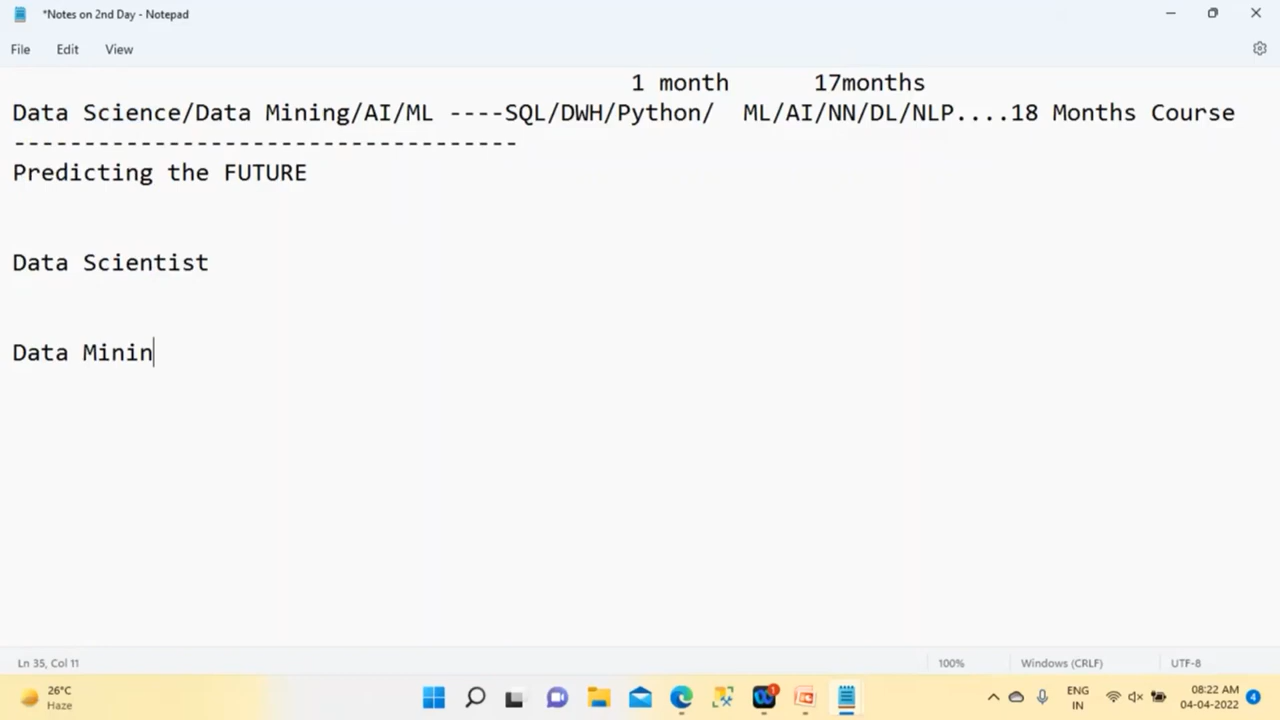 *Notes on 2nd Day - Notepad
File Edit View
1 month 17months
Data Science/Data Mining/AI/ML ----SQL/DWH/Python/ ML/AI/NN/DL/NLP....18 Months Course
------------------------------------
Predicting the FUTURE
Data Scientist
Data Minin
Ln 35, Col 11 100% Windows (CRLF) UTF-8
26°C
Haze
1
ENG
IN
08:22 AM
04-04-2022
4